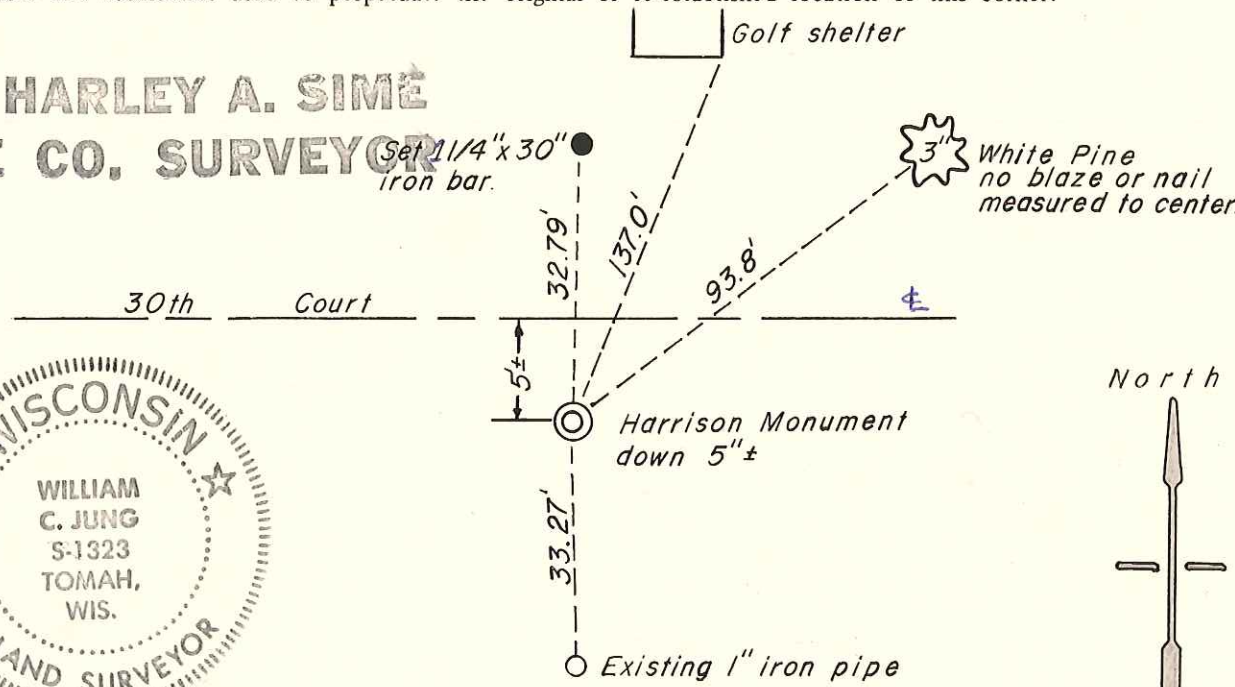 Golf shelter
HARLEY A. SIME
CO. SURVEYOR
Set 1 1/4" x 30"
iron bar.
3"
White Pine
no blaze or nail
measured to center.
32.79'
137.0'
93.8'
30th Court
℄
5'±
North
Harrison Monument
down 5"±
WISCONSIN
WILLIAM
C. JUNG
S-1323
TOMAH,
WIS.
LAND SURVEYOR
33.27'
Existing 1" iron pipe